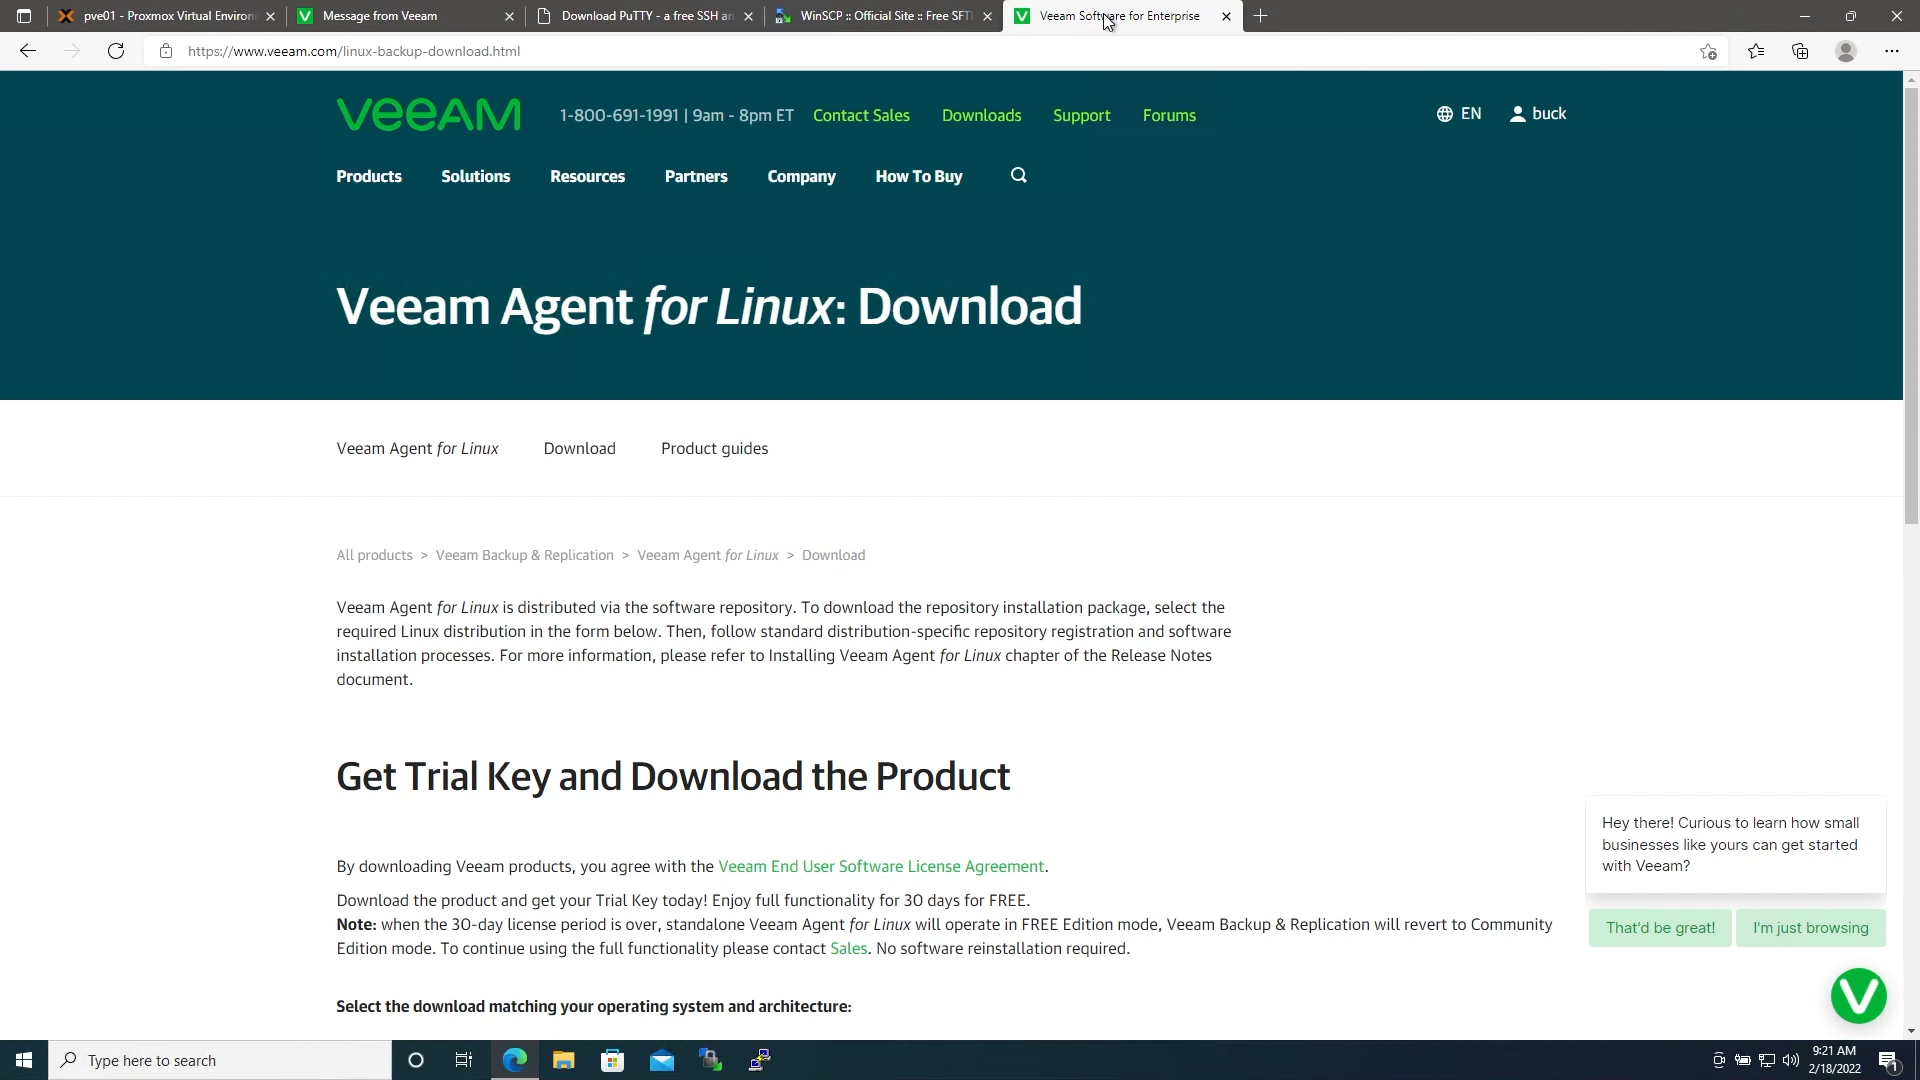 pve01 - Proxmox Virtual Environ
Message from Veeam
Download PuTTY - a free SSH an
WinSCP :: Official Site :: Free SFT
Veeam Software for Enterprise
https://www.veeam.com/linux-backup-download.html
veeAM
1-800-691-1991 | 9am - 8pm ET
Contact Sales
Downloads
Support
Forums
EN
buck
Products
Solutions
Resources
Partners
Company
How To Buy
Veeam Agent for Linux: Download
Veeam Agent for Linux
Download
Product guides
All products > Veeam Backup & Replication > Veeam Agent for Linux > Download
Veeam Agent for Linux is distributed via the software repository. To download the repository installation package, select the
required Linux distribution in the form below. Then, follow standard distribution-specific repository registration and software
installation processes. For more information, please refer to Installing Veeam Agent for Linux chapter of the Release Notes
document.
Get Trial Key and Download the Product
By downloading Veeam products, you agree with the Veeam End User Software License Agreement.
Download the product and get your Trial Key today! Enjoy full functionality for 30 days for FREE.
Note: when the 30-day license period is over, standalone Veeam Agent for Linux will operate in FREE Edition mode, Veeam Backup & Replication will revert to Community
Edition mode. To continue using the full functionality please contact Sales. No software reinstallation required.
Select the download matching your operating system and architecture:
Hey there! Curious to learn how small
businesses like yours can get started
with Veeam?
That'd be great!
I'm just browsing
V
Type here to search
9:21 AM
2/18/2022
1